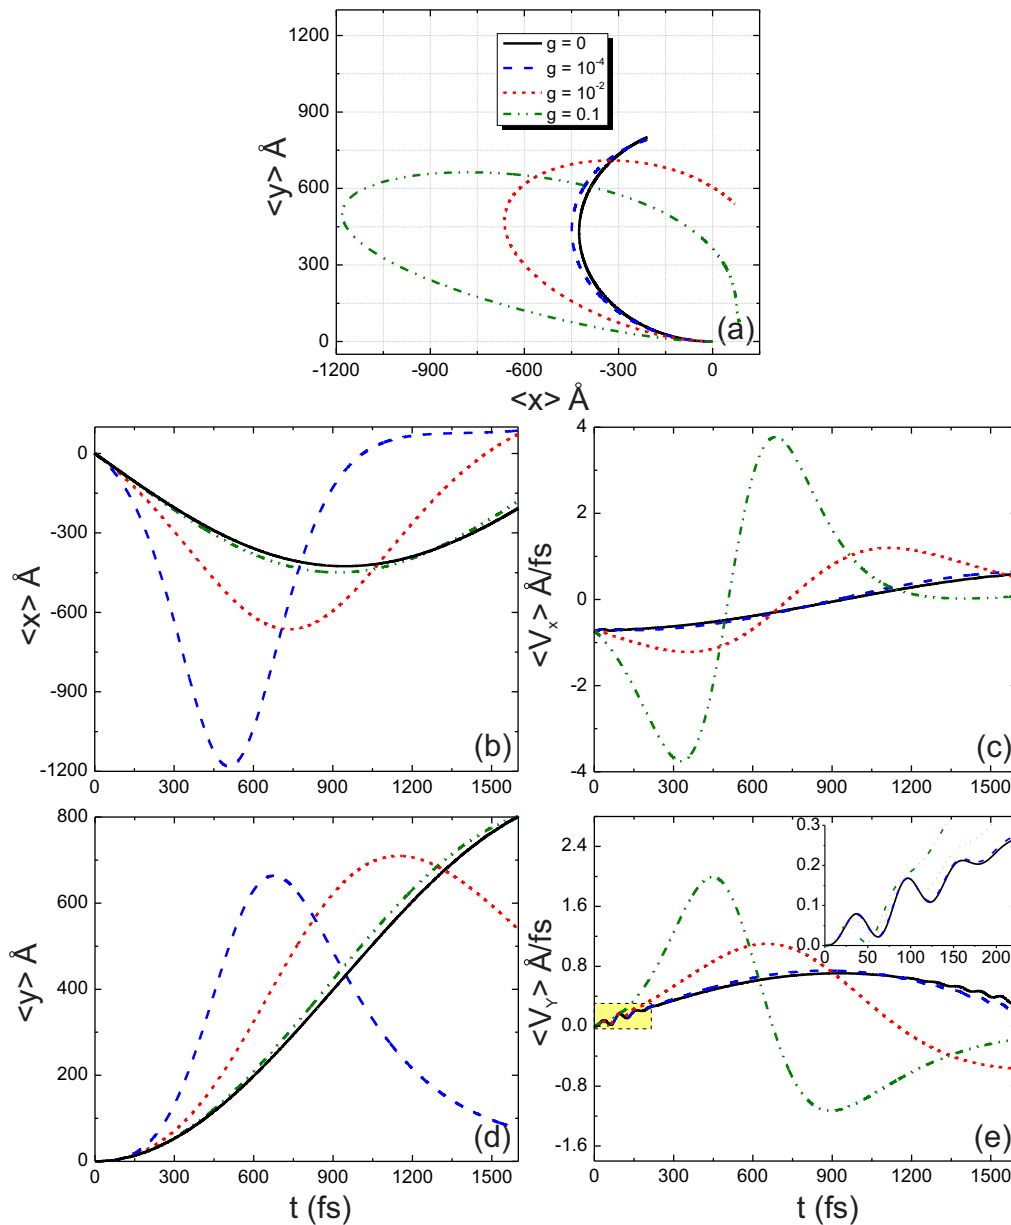 1200
900
600
300
0
<y> Å
g = 0
g = 10⁻⁴
g = 10⁻²
g = 0.1
(a)
-1200 -900 -600 -300 0
<x> Å
0
-300
-600
-900
-1200
<x> Å
(b)
0 300 600 900 1200 1500
4
2
0
-2
-4
<Vₓ> Å/fs
(c)
0 300 600 900 1200 1500
800
600
400
200
0
<y> Å
(d)
0 300 600 900 1200 1500
t (fs)
2.4
1.6
0.8
0.0
-0.8
-1.6
<V_Y> Å/fs
0.3
0.2
0.1
0.0
0 50 100 150 200
(e)
0 300 600 900 1200 1500
t (fs)